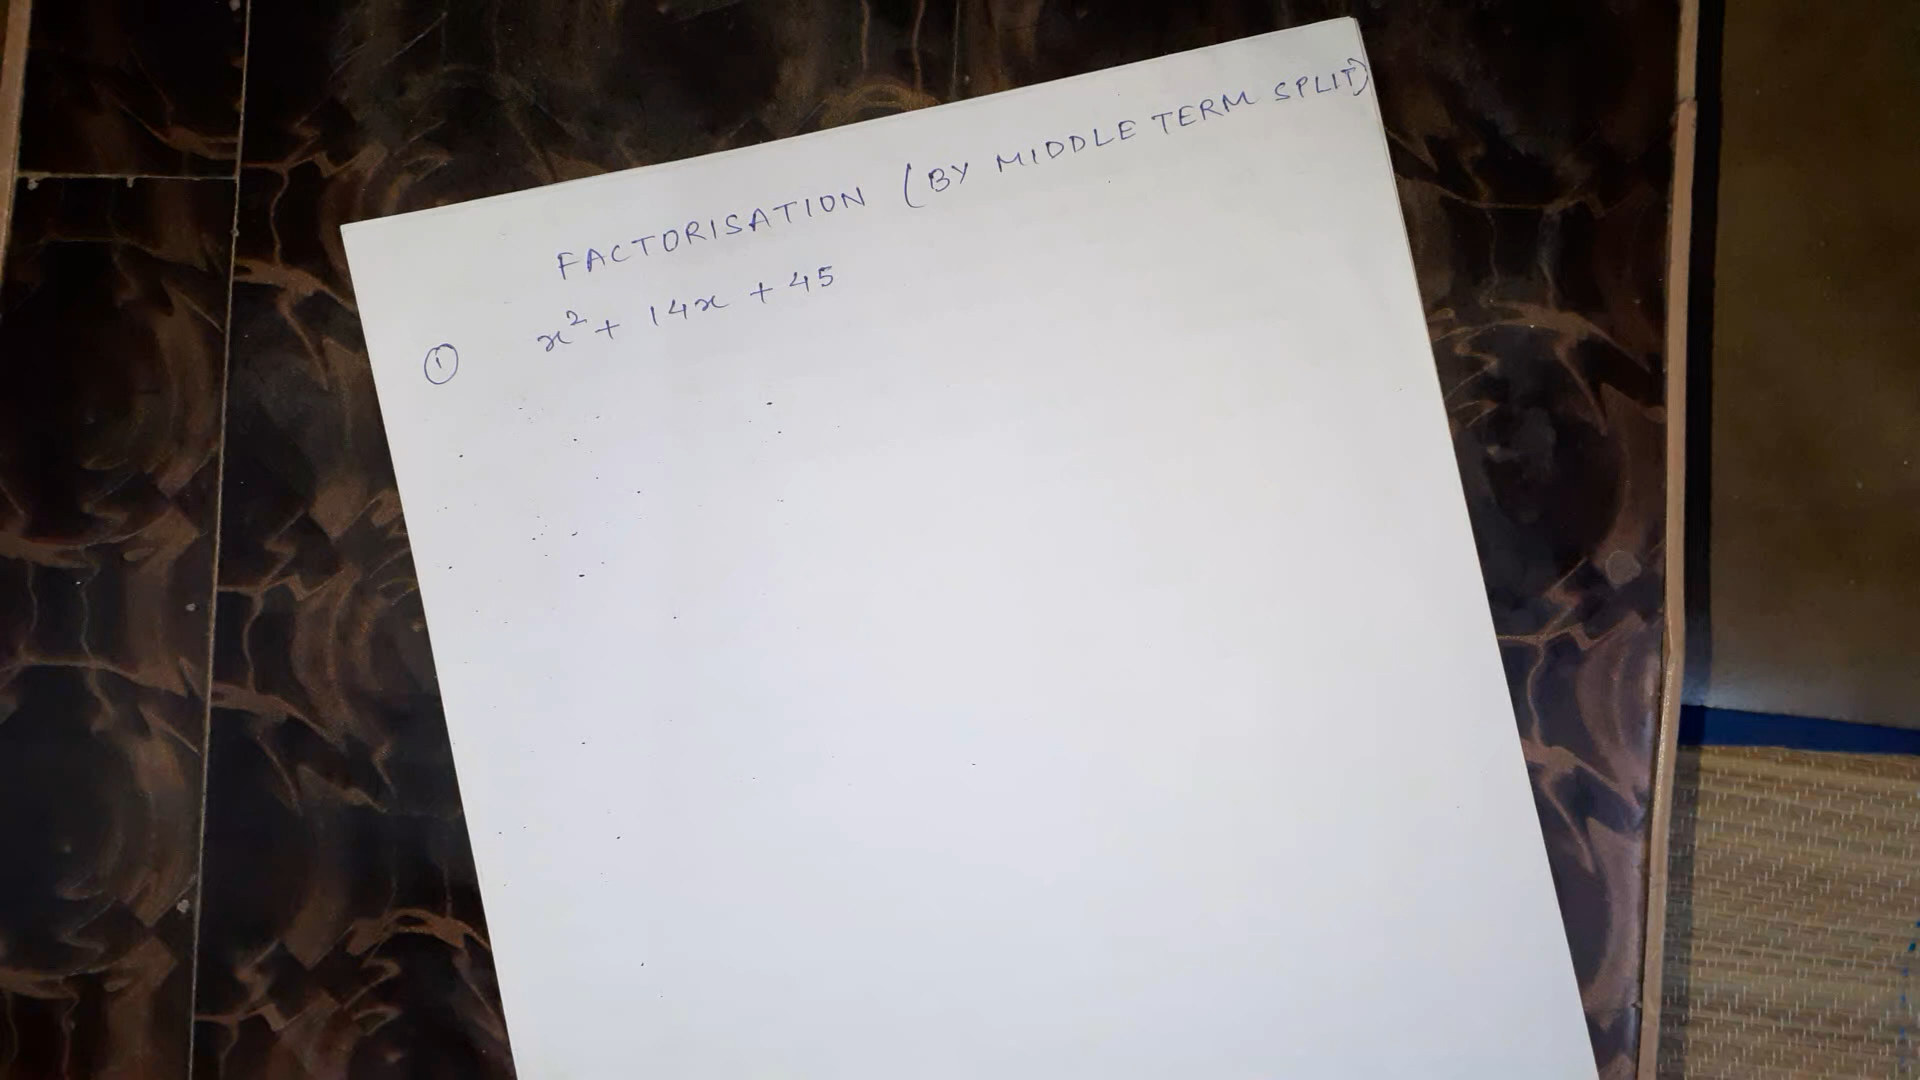 FACTORISATION (BY MIDDLE TERM SPLIT)
① x² + 14x + 45